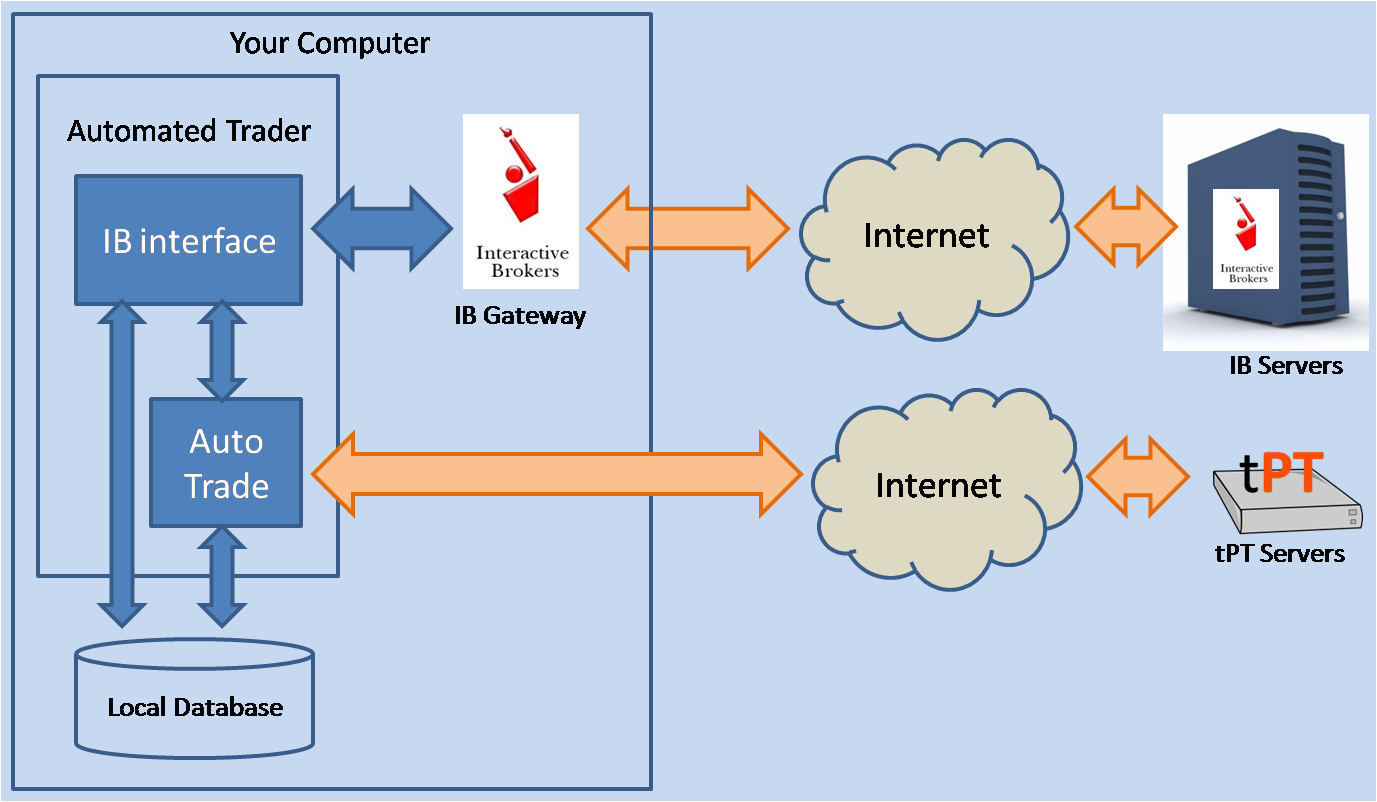 Your Computer
Automated Trader
IB interface
Interactive
Brokers
IB Gateway
Internet
Interactive
Brokers
IB Servers
Auto
Trade
Internet
tPT
tPT Servers
Local Database